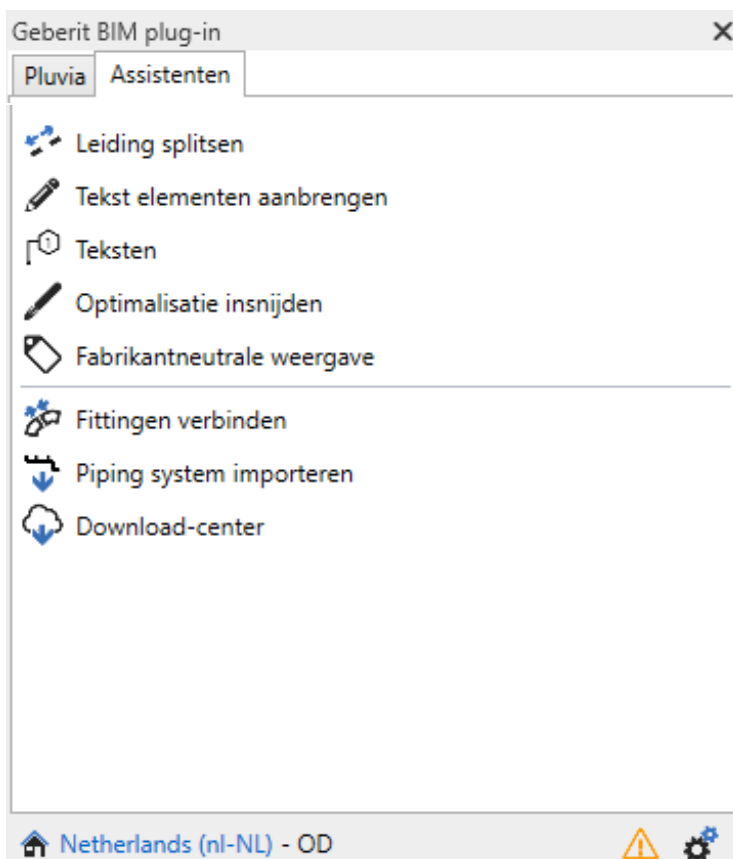 Geberit BIM plug-in
Pluvia Assistenten
Leiding splitsen
Tekst elementen aanbrengen
1
Teksten
Optimalisatie insnijden
Fabrikantneutrale weergave
Fittingen verbinden
Piping system importeren
Download-center
Netherlands (nl-NL) - OD